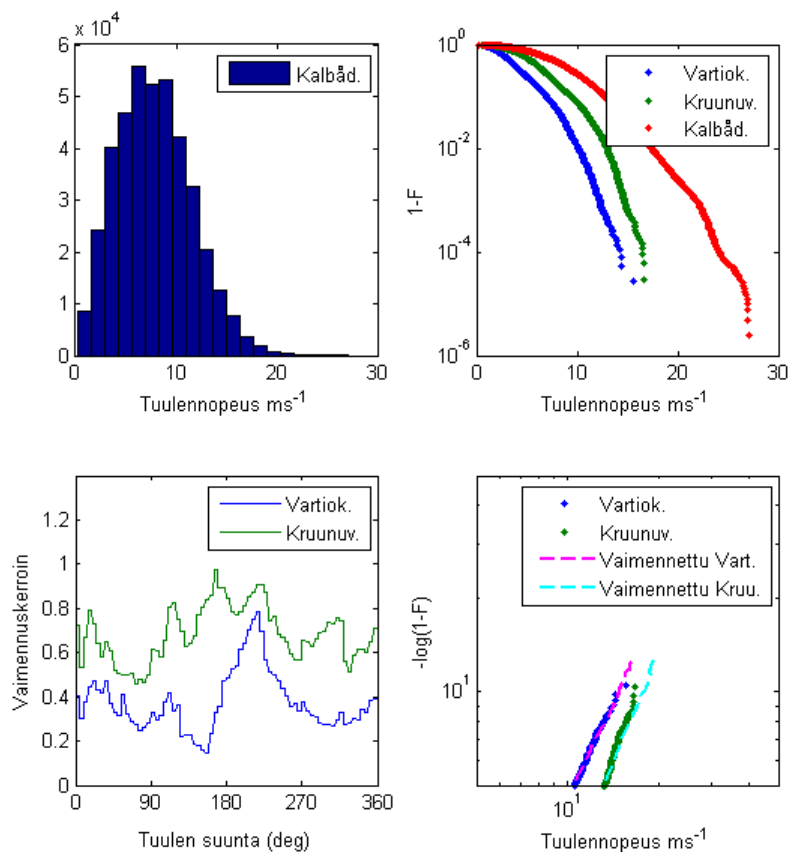 x 10^4
6
5
4
3
2
1
0
0
10
20
30
Kalbåd.
Tuulennopeus ms^-1
10^0
10^-2
10^-4
10^-6
1-F
0
10
20
30
Vartiok.
Kruunuv.
Kalbåd.
Tuulennopeus ms^-1
1.4
1.2
1
0.8
0.6
0.4
0.2
0
Vaimennuskerroin
0
90
180
270
360
Vartiok.
Kruunuv.
Tuulen suunta (deg)
-log(1-F)
10^1
10^1
Vartiok.
Kruunuv.
Vaimennettu Vart.
Vaimennettu Kruu.
Tuulennopeus ms^-1